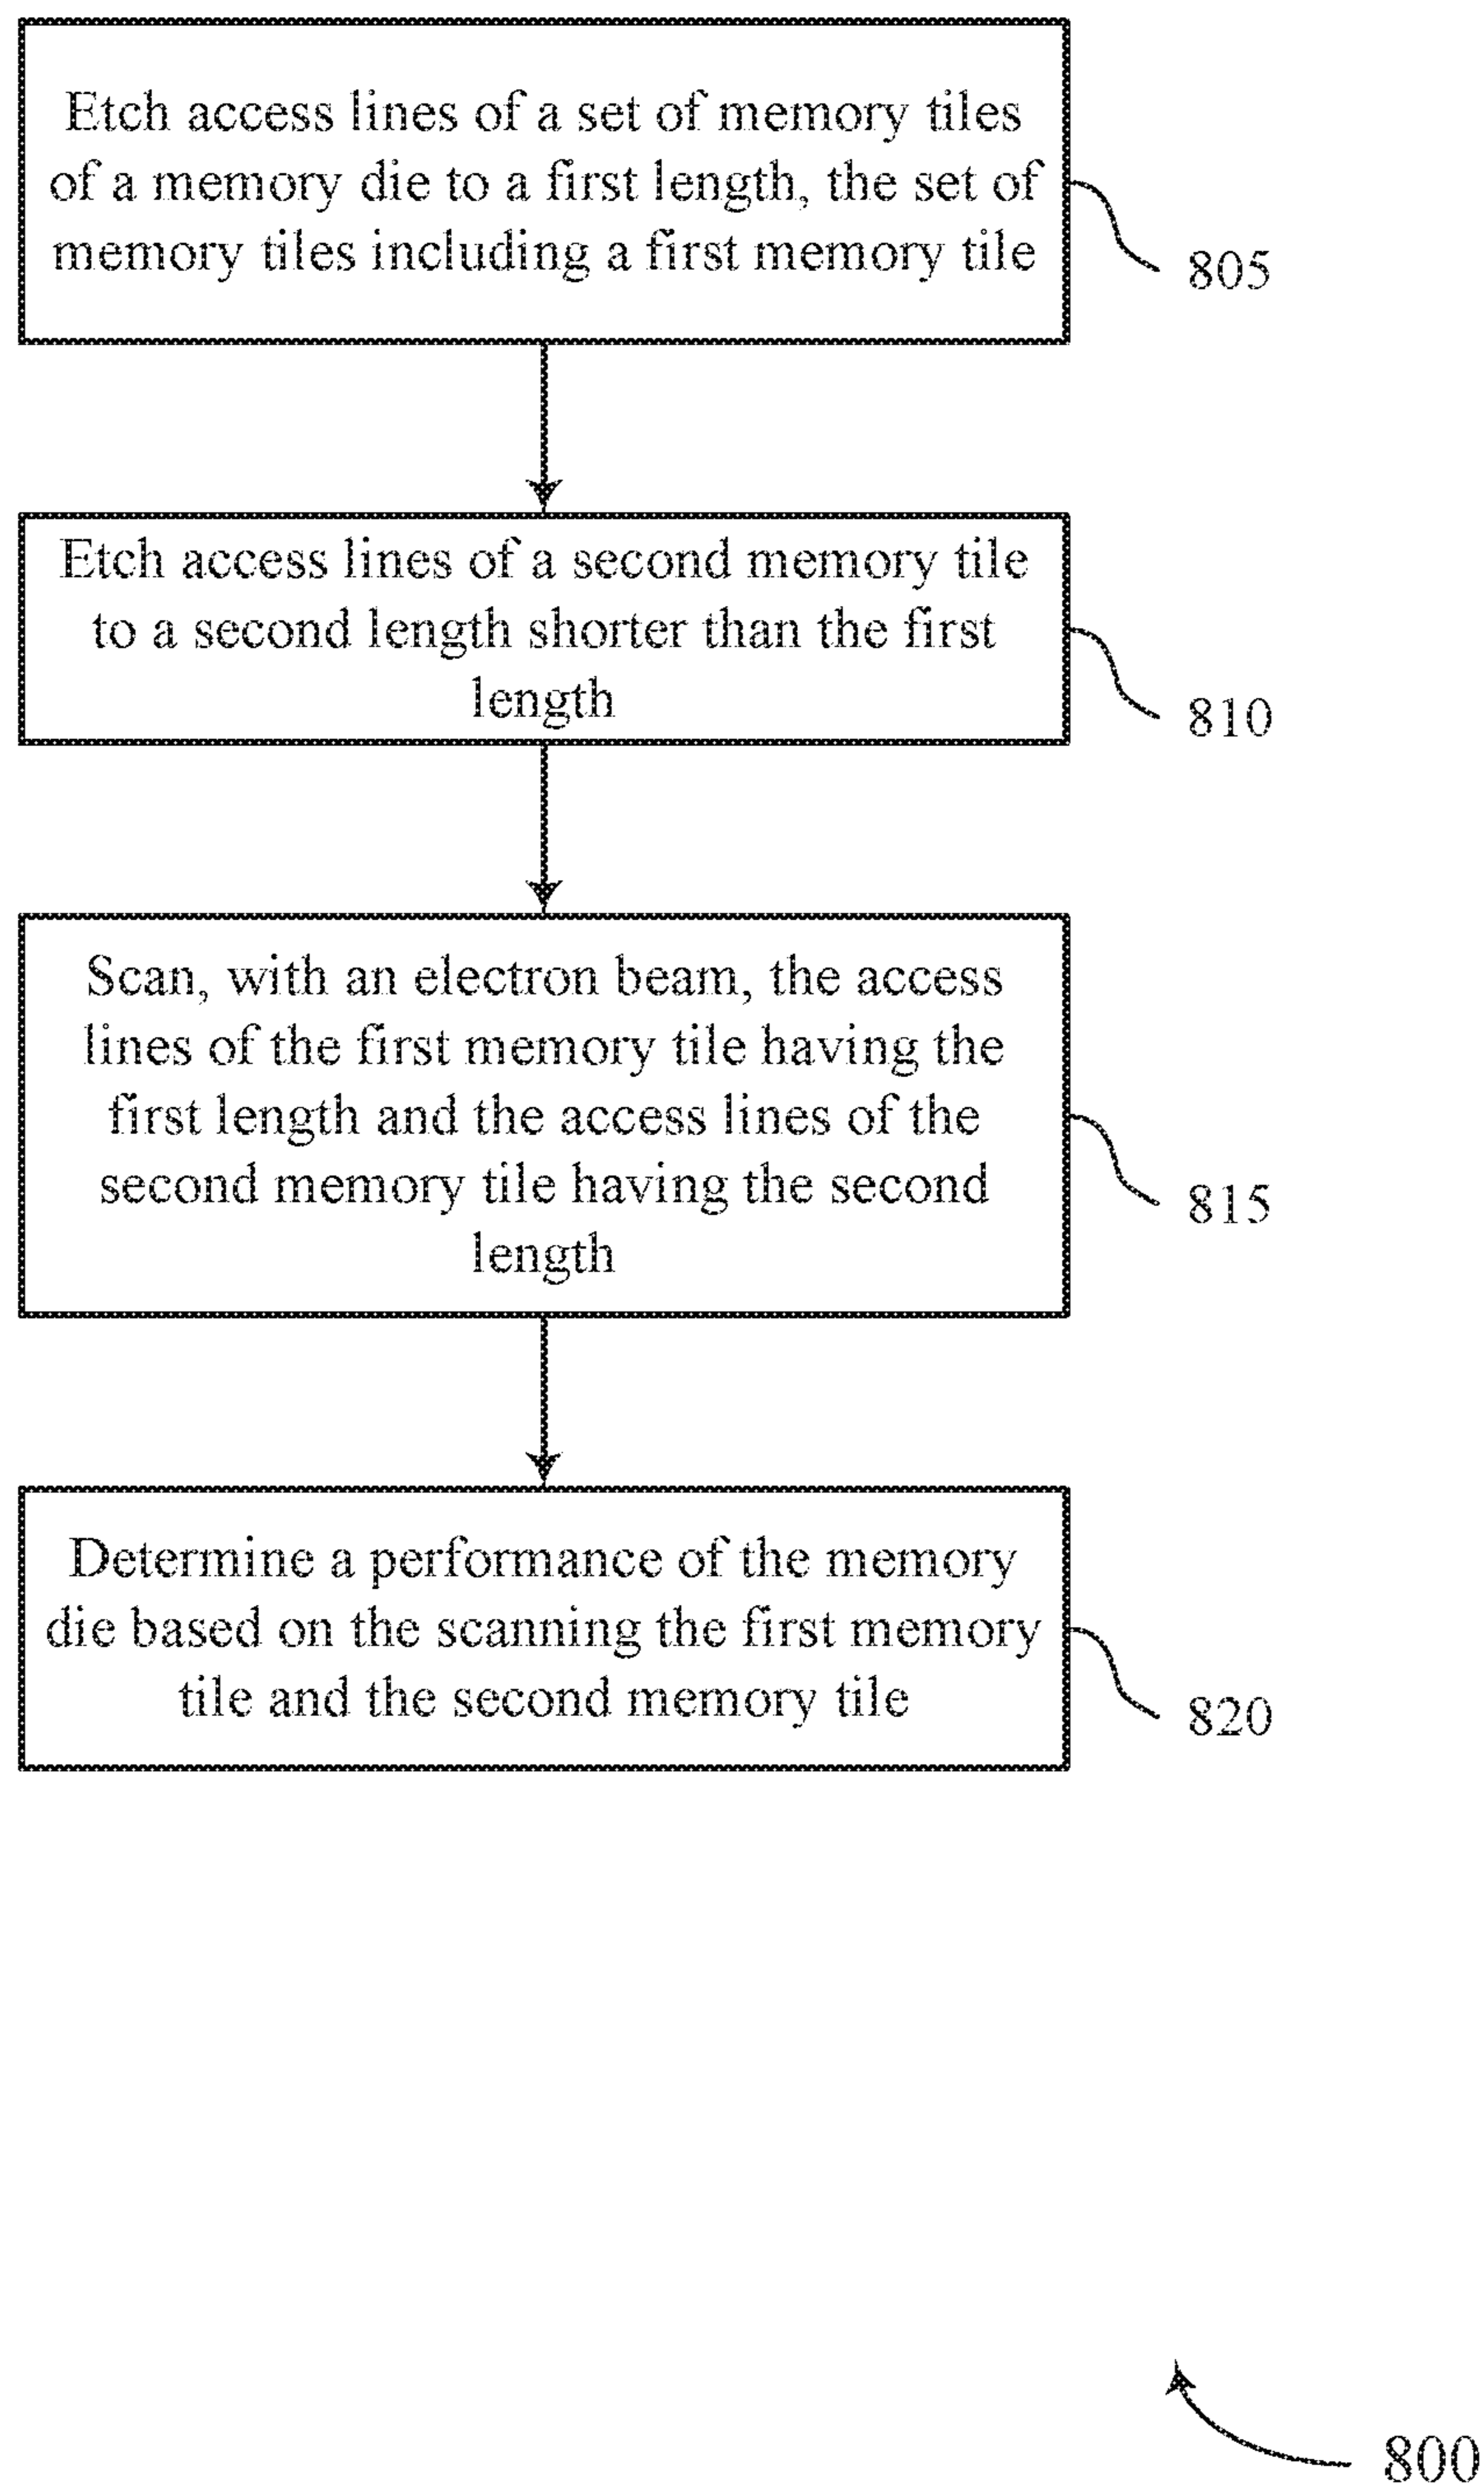 Etch access lines of a set of memory tiles
of a memory die to a first length, the set of
memory tiles including a first memory tile
805
Etch access lines of a second memory tile
to a second length shorter than the first
length
810
Scan, with an electron beam, the access
lines of the first memory tile having the
first length and the access lines of the
second memory tile having the second
length
815
Determine a performance of the memory
die based on the scanning the first memory
tile and the second memory tile
820
800